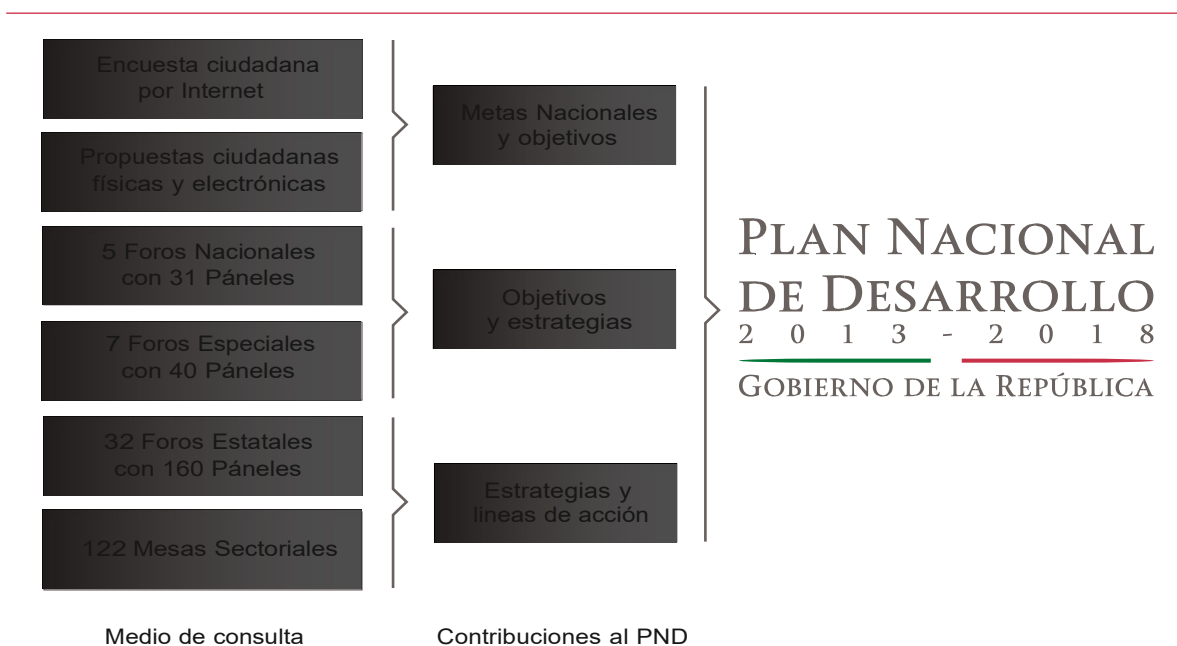 Encuesta ciudadana
por Internet
Propuestas ciudadanas
físicas y electrónicas
5 Foros Nacionales
con 31 Páneles
7 Foros Especiales
con 40 Páneles
32 Foros Estatales
con 160 Páneles
122 Mesas Sectoriales
Medio de consulta
Metas Nacionales
y objetivos
Objetivos
y estrategias
Estrategias y
lineas de acción
Contribuciones al PND
PLAN NACIONAL
DE DESARROLLO
2013-2018
GOBIERNO DE LA REPÚBLICA